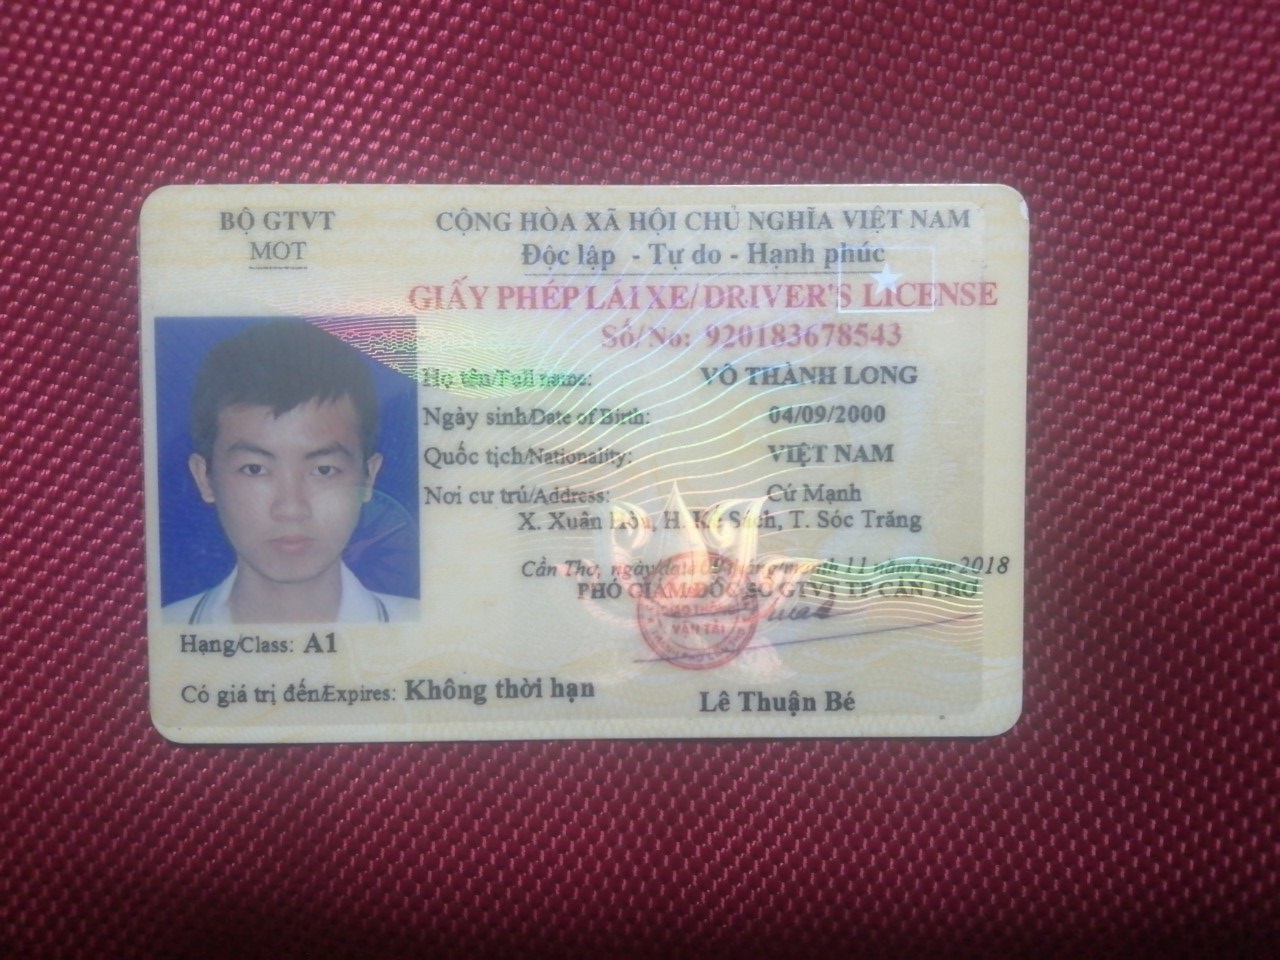 BỘ GTVT
MOT
CỘNG HÒA XÃ HỘI CHỦ NGHĨA VIỆT NAM
Độc lập - Tự do - Hạnh phúc
GIẤY PHÉP LÁI XE/DRIVER'S LICENSE
Số/No: 920183678543
Họ tên/Full name: VÕ THÀNH LONG
Ngày sinh/Date of Birth: 04/09/2000
Quốc tịch/Nationality: VIỆT NAM
Nơi cư trú/Address: Cứ Mạnh
X. Xuân Hòa, H. Kế Sách, T. Sóc Trăng
Cần Thơ, ngày/date tháng/month 11 năm/year 2018
PHÓ GIÁM ĐỐC SỞ GTVT TP CẦN THƠ
GIAO THÔNG
VẬN TẢI
Hạng/Class: A1
Có giá trị đến/Expires: Không thời hạn
Lê Thuận Bé